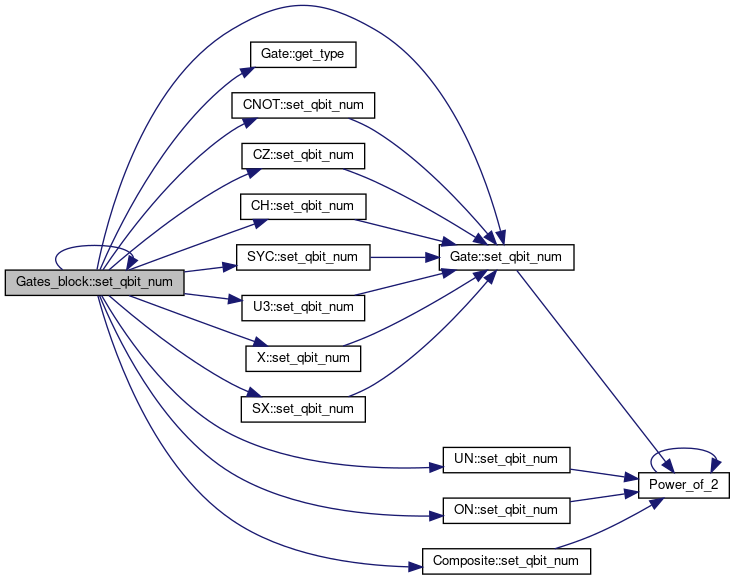 Gate::get_type
CNOT::set_qbit_num
CZ::set_qbit_num
CH::set_qbit_num
SYC::set_qbit_num
Gate::set_qbit_num
Gates_block::set_qbit_num
U3::set_qbit_num
X::set_qbit_num
SX::set_qbit_num
UN::set_qbit_num
Power_of_2
ON::set_qbit_num
Composite::set_qbit_num